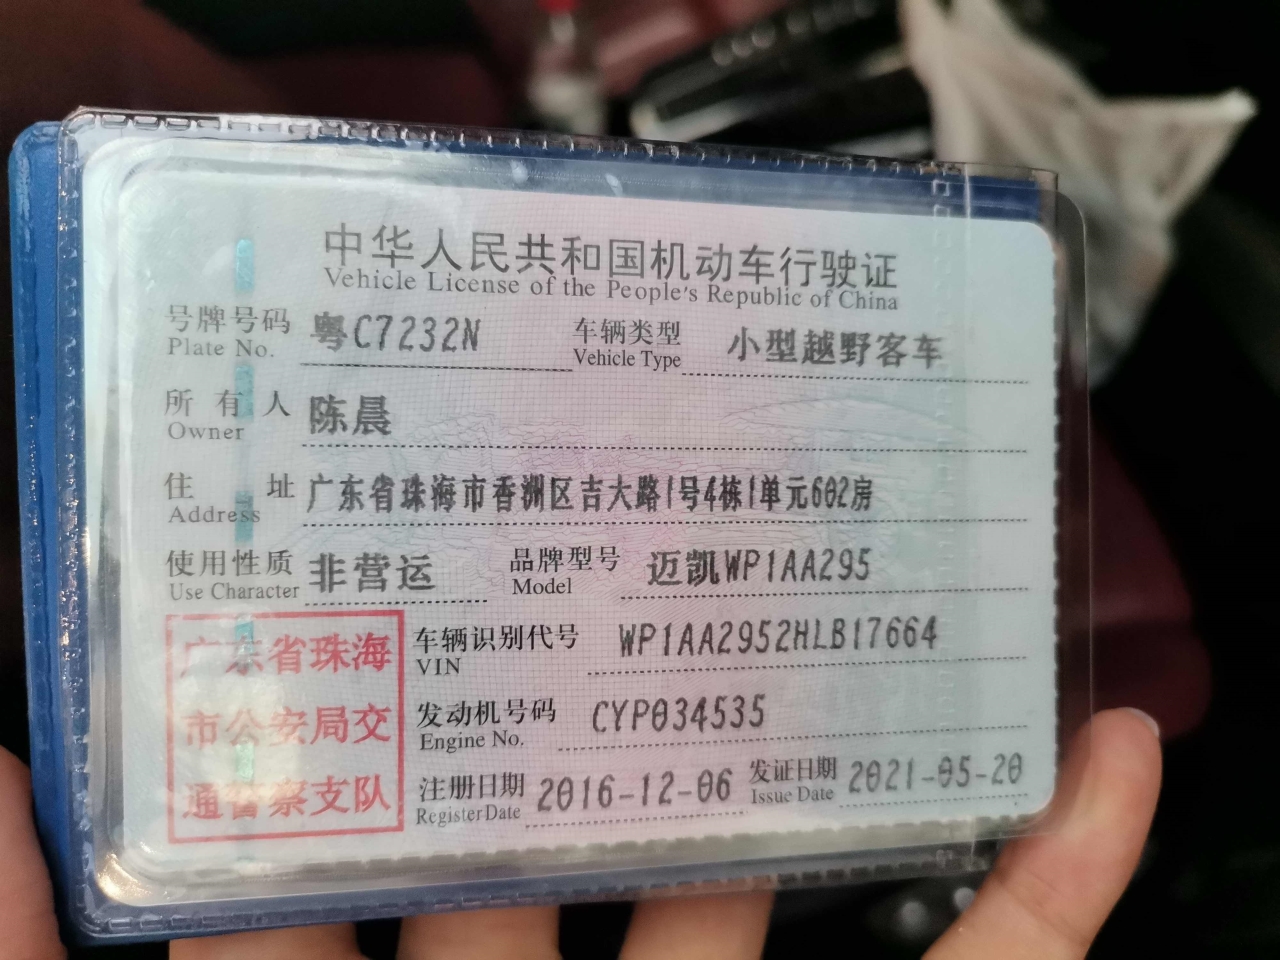 中华人民共和国机动车行驶证
Vehicle License of the People's Republic of China
号牌号码 粤C7232N 车辆类型 小型越野客车
Plate No. Vehicle Type
所有人 陈晨
Owner
住址 广东省珠海市香洲区吉大路1号4栋1单元602房
Address
使用性质 非营运 品牌型号 迈凯WP1AA295
Use Character Model
广东省珠海
市公安局交
通警察支队
车辆识别代号 WP1AA2952HLB17664
VIN
发动机号码 CYP034535
Engine No.
注册日期 2016-12-06 发证日期 2021-05-20
Register Date Issue Date